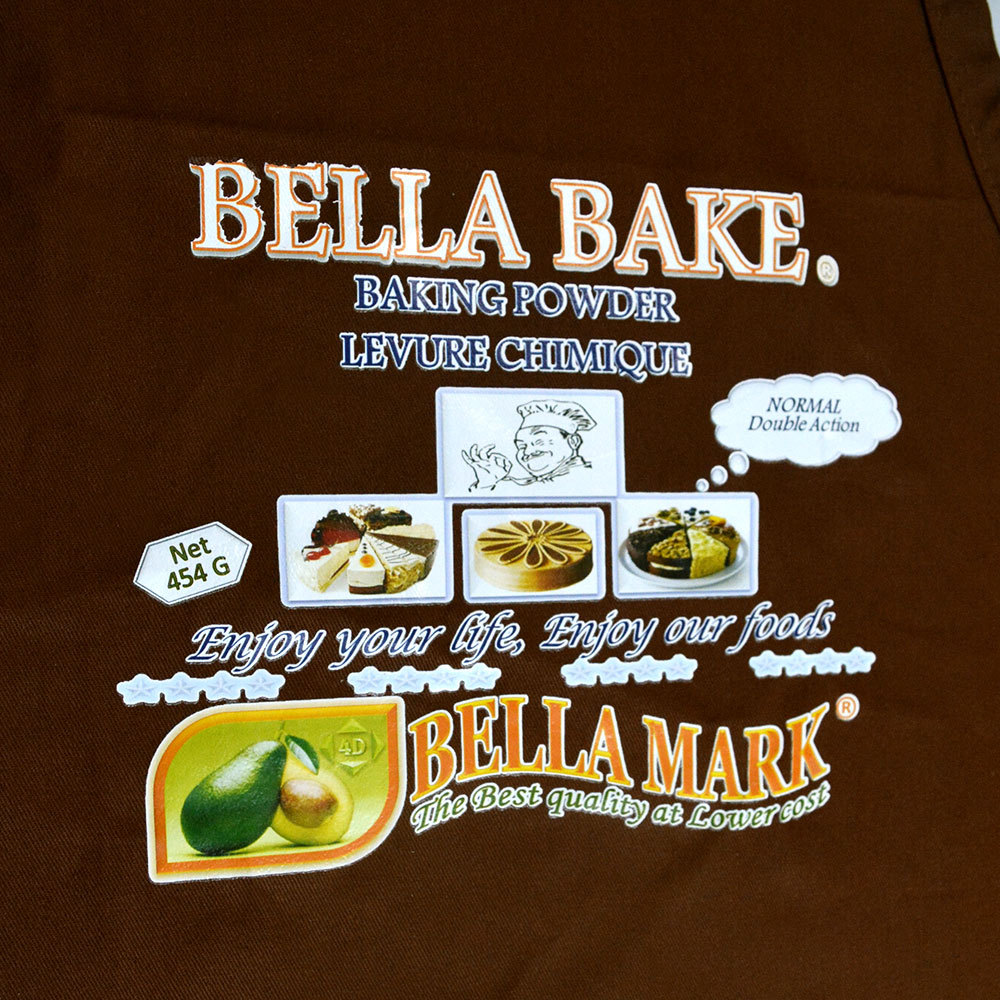 BELLA BAKE®
BAKING POWDER
LEVURE CHIMIQUE
NORMAL
Double Action
Net
454 G
Enjoy your life, Enjoy our foods
4D
BELLA MARK®
The Best quality at Lower cost